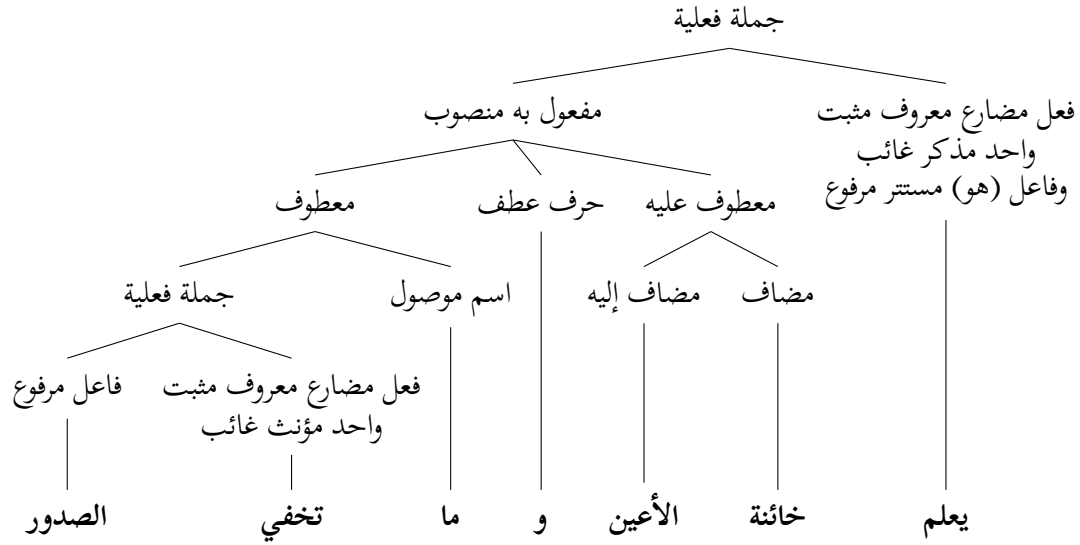 جملة فعلية
فعل مضارع معروف مثبت
واحد مذكر غائب
وفاعل (هو) مستتر مرفوع
مفعول به منصوب
معطوف عليه
حرف عطف
معطوف
مضاف
مضاف إليه
اسم موصول
جملة فعلية
فعل مضارع معروف مثبت
واحد مؤنث غائب
فاعل مرفوع
يعلم خائنة الأعين و ما تخفي الصدور